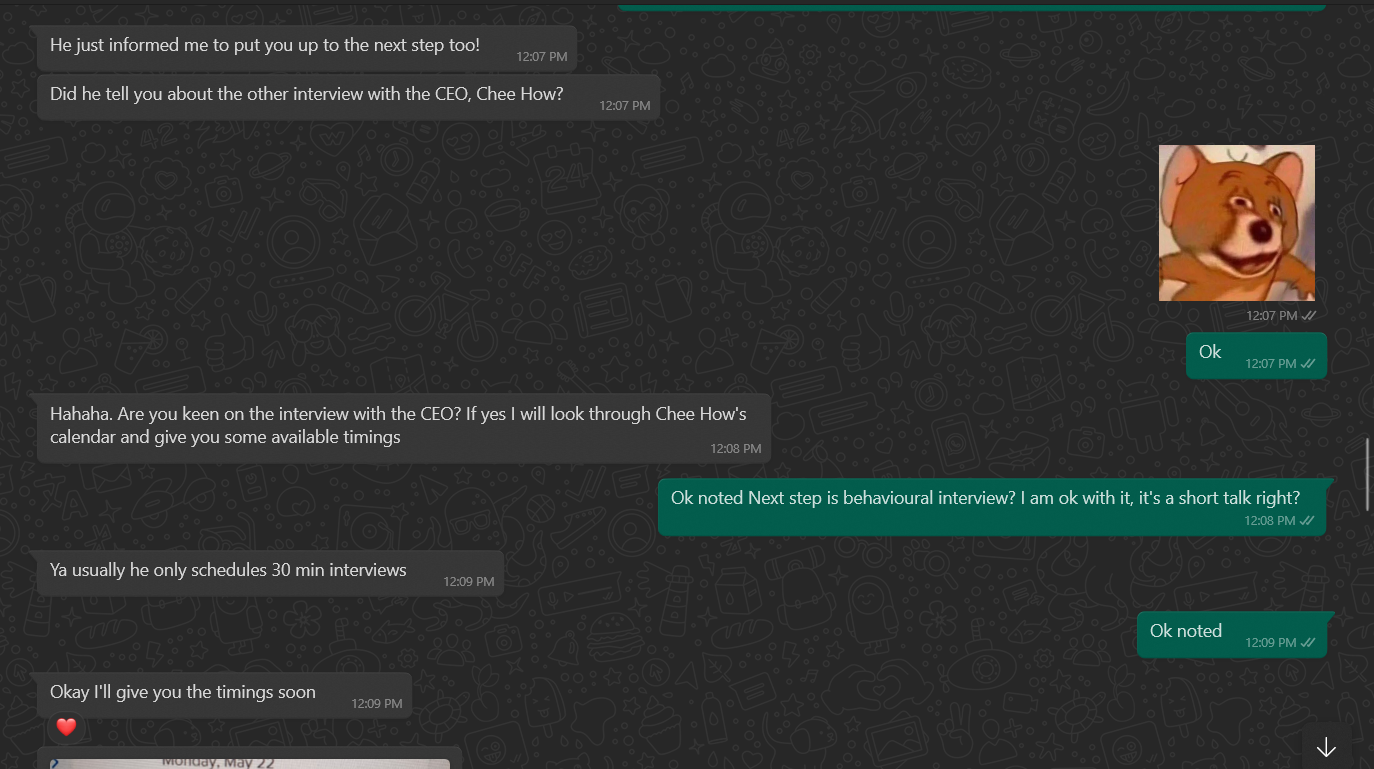 He just informed me to put you up to the next step too!
12:07 PM
Did he tell you about the other interview with the CEO, Chee How?
12:07 PM
12:07 PM
Ok
12:07 PM
Hahaha. Are you keen on the interview with the CEO? If yes I will look through Chee How's
calendar and give you some available timings
12:08 PM
Ok noted Next step is behavioural interview? I am ok with it, it's a short talk right?
12:08 PM
Ya usually he only schedules 30 min interviews
12:09 PM
Ok noted
12:09 PM
Okay I'll give you the timings soon
12:09 PM
Monday, May 22